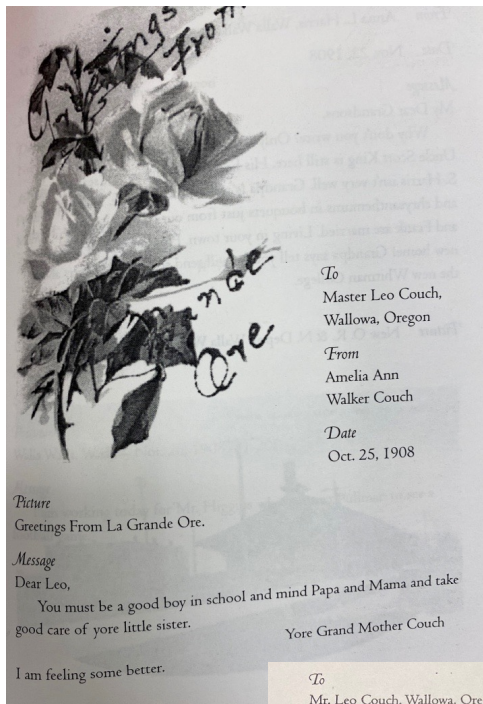 Greetings
From
La Grande
Ore
To
Master Leo Couch,
Wallowa, Oregon
From
Amelia Ann
Walker Couch
Date
Oct. 25, 1908
Picture
Greetings From La Grande Ore.
Message
Dear Leo,
You must be a good boy in school and mind Papa and Mama and take
good care of yore little sister.
Yore Grand Mother Couch
I am feeling some better.
To
Mr. Leo Couch, Wallowa, Ore